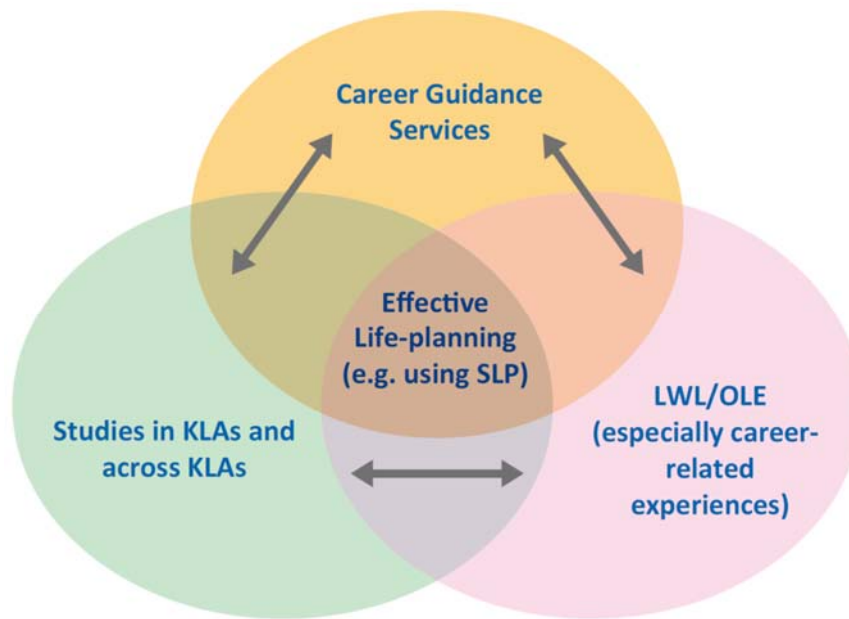 Career Guidance
Services
Effective
Life-planning
(e.g. using SLP)
Studies in KLAs and
across KLAs
LWL/OLE
(especially career-
related
experiences)